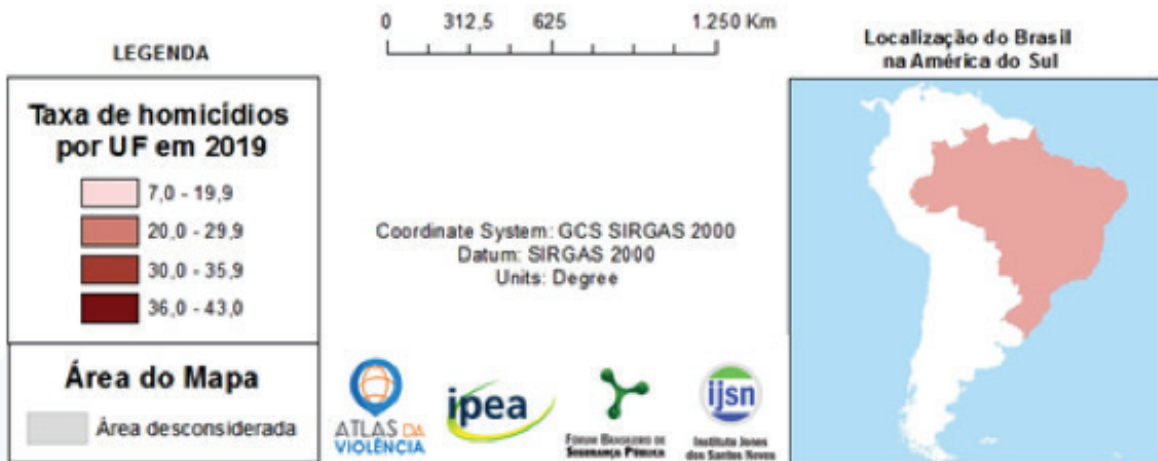 0 312,5 625 1.250 Km
LEGENDA
Taxa de homicídios
por UF em 2019
7,0 - 19,9
20,0 - 29,9
30,0 - 35,9
36,0 - 43,0
Área do Mapa
Área desconsiderada
Coordinate System: GCS SIRGAS 2000
Datum: SIRGAS 2000
Units: Degree
ATLAS DA
VIOLÊNCIA
ipea
FÓRUM BRASILEIRO DE
SEGURANÇA PÚBLICA
ijsn
Instituto Jones
dos Santos Neves
Localização do Brasil
na América do Sul